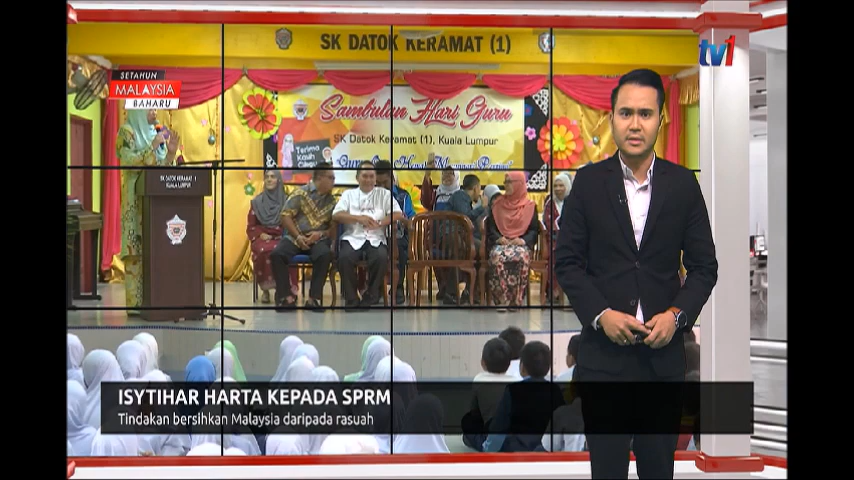 SK DATOK KERAMAT (1)
tv1
SETAHUN
MALAYSIA
BAHARU
Sambutan Hari Guru
SK Datok Keramat (1), Kuala Lumpur
Terima
Kasih
SK DATOK KERAMAT 1
KUALA LUMPUR
ISYTIHAR HARTA KEPADA SPRM
Tindakan bersihkan Malaysia daripada rasuah